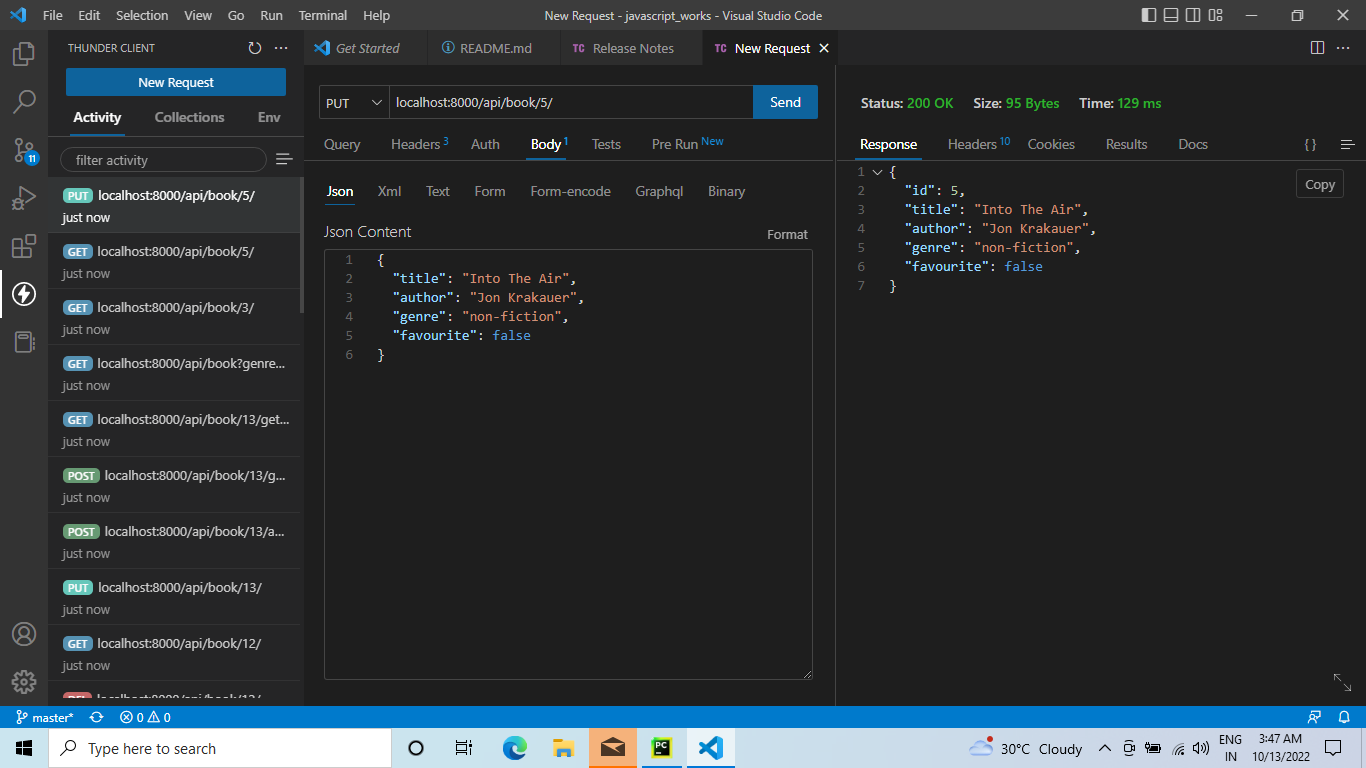 File Edit Selection View Go Run Terminal Help New Request - javascript_works - Visual Studio Code
THUNDER CLIENT
New Request
Activity Collections Env
filter activity
PUT localhost:8000/api/book/5/
just now
GET localhost:8000/api/book/5/
just now
GET localhost:8000/api/book/3/
just now
GET localhost:8000/api/book?genre...
just now
GET localhost:8000/api/book/13/get...
just now
POST localhost:8000/api/book/13/g...
just now
POST localhost:8000/api/book/13/a...
just now
PUT localhost:8000/api/book/13/
just now
GET localhost:8000/api/book/12/
just now
11
Get Started README.md TC Release Notes TC New Request
PUT localhost:8000/api/book/5/ Send
Query Headers 3 Auth Body 1 Tests Pre Run New
Json Xml Text Form Form-encode Graphql Binary
Json Content Format
1 {
2 "title": "Into The Air",
3 "author": "Jon Krakauer",
4 "genre": "non-fiction",
5 "favourite": false
6 }
Status: 200 OK Size: 95 Bytes Time: 129 ms
Response Headers 10 Cookies Results Docs { }
Copy
1 {
2 "id": 5,
3 "title": "Into The Air",
4 "author": "Jon Krakauer",
5 "genre": "non-fiction",
6 "favourite": false
7 }
master* 0 0
Type here to search
PC
30°C Cloudy
ENG
IN
3:47 AM
10/13/2022